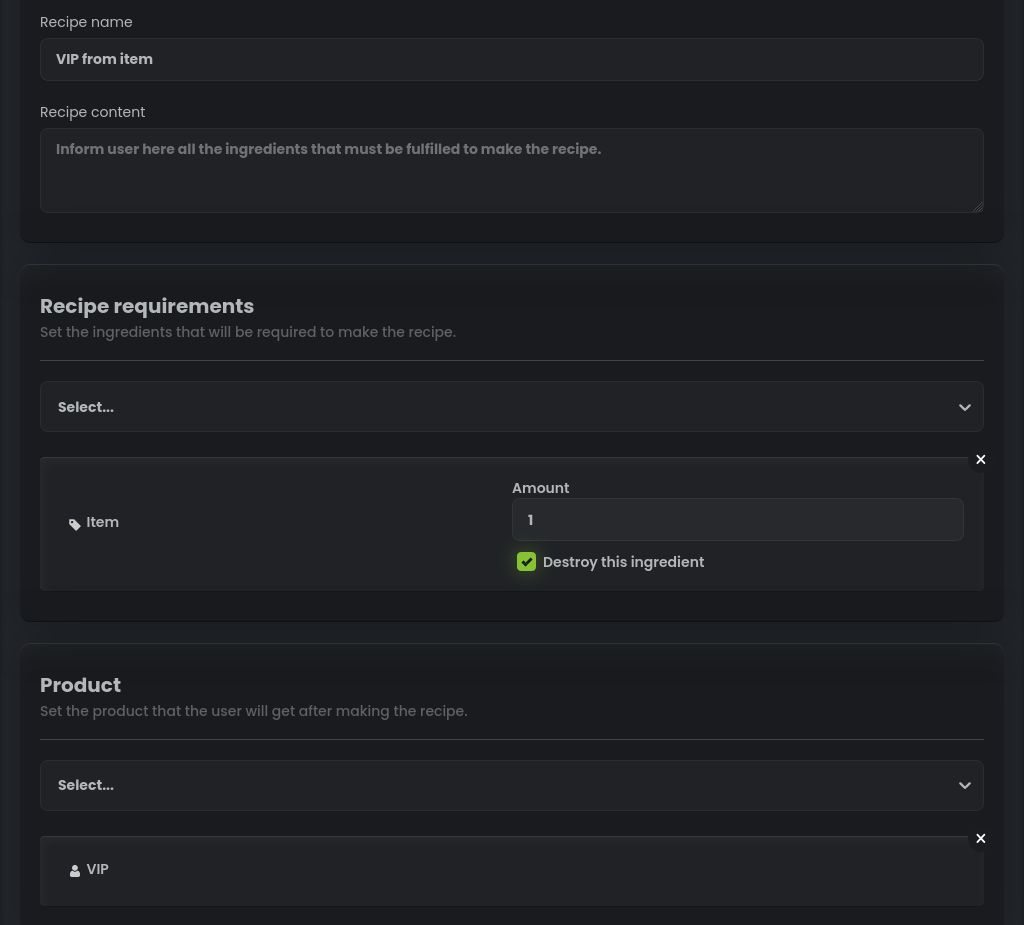 Recipe name
VIP from item
Recipe content
Inform user here all the ingredients that must be fulfilled to make the recipe.
Recipe requirements
Set the ingredients that will be required to make the recipe.
Select...
Amount
Item
1
Destroy this ingredient
Product
Set the product that the user will get after making the recipe.
Select...
VIP